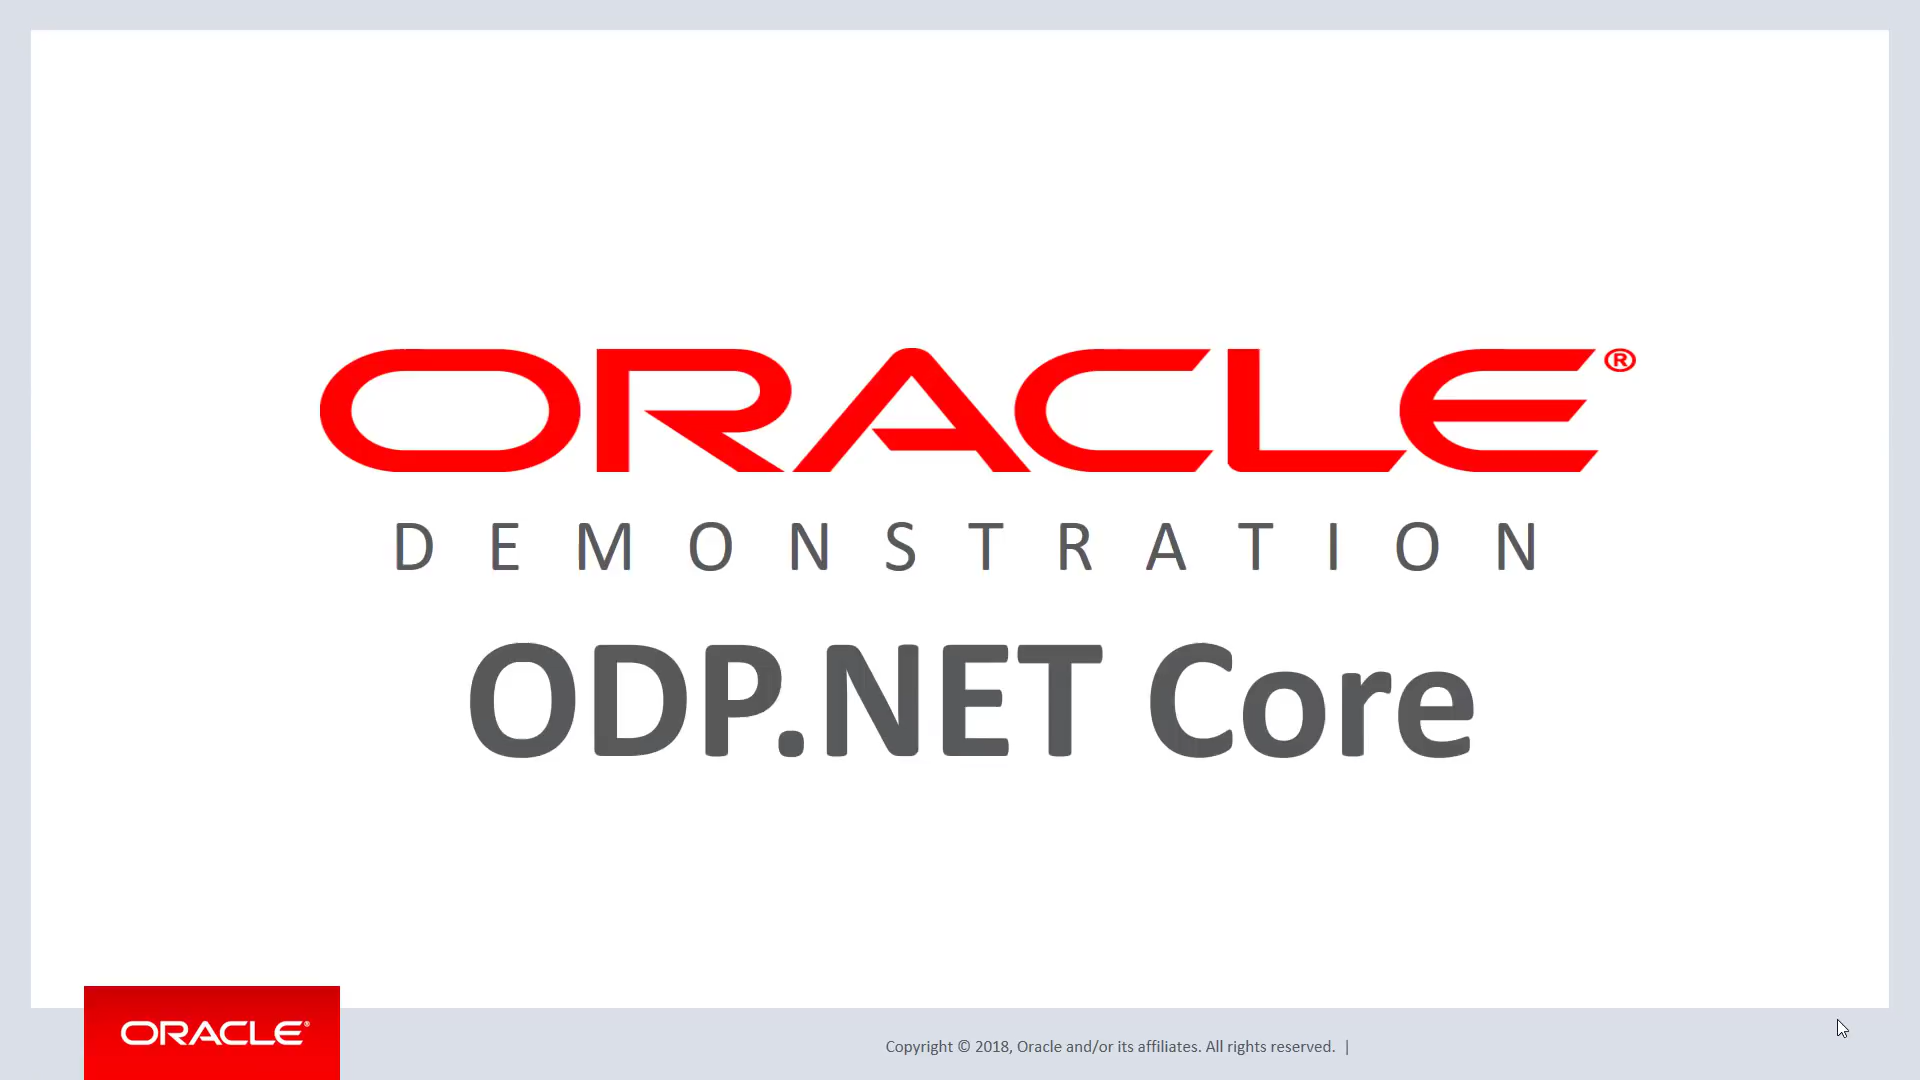 ORACLE®
DEMONSTRATION
ODP.NET Core
ORACLE®
Copyright © 2018, Oracle and/or its affiliates. All rights reserved. |